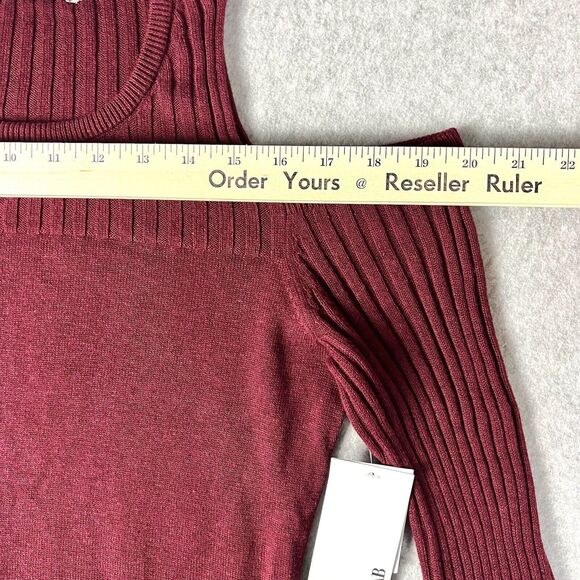 10 11 12 13 14 15 16 17 18 19 20 21 22
Order Yours @ Reseller Ruler
B